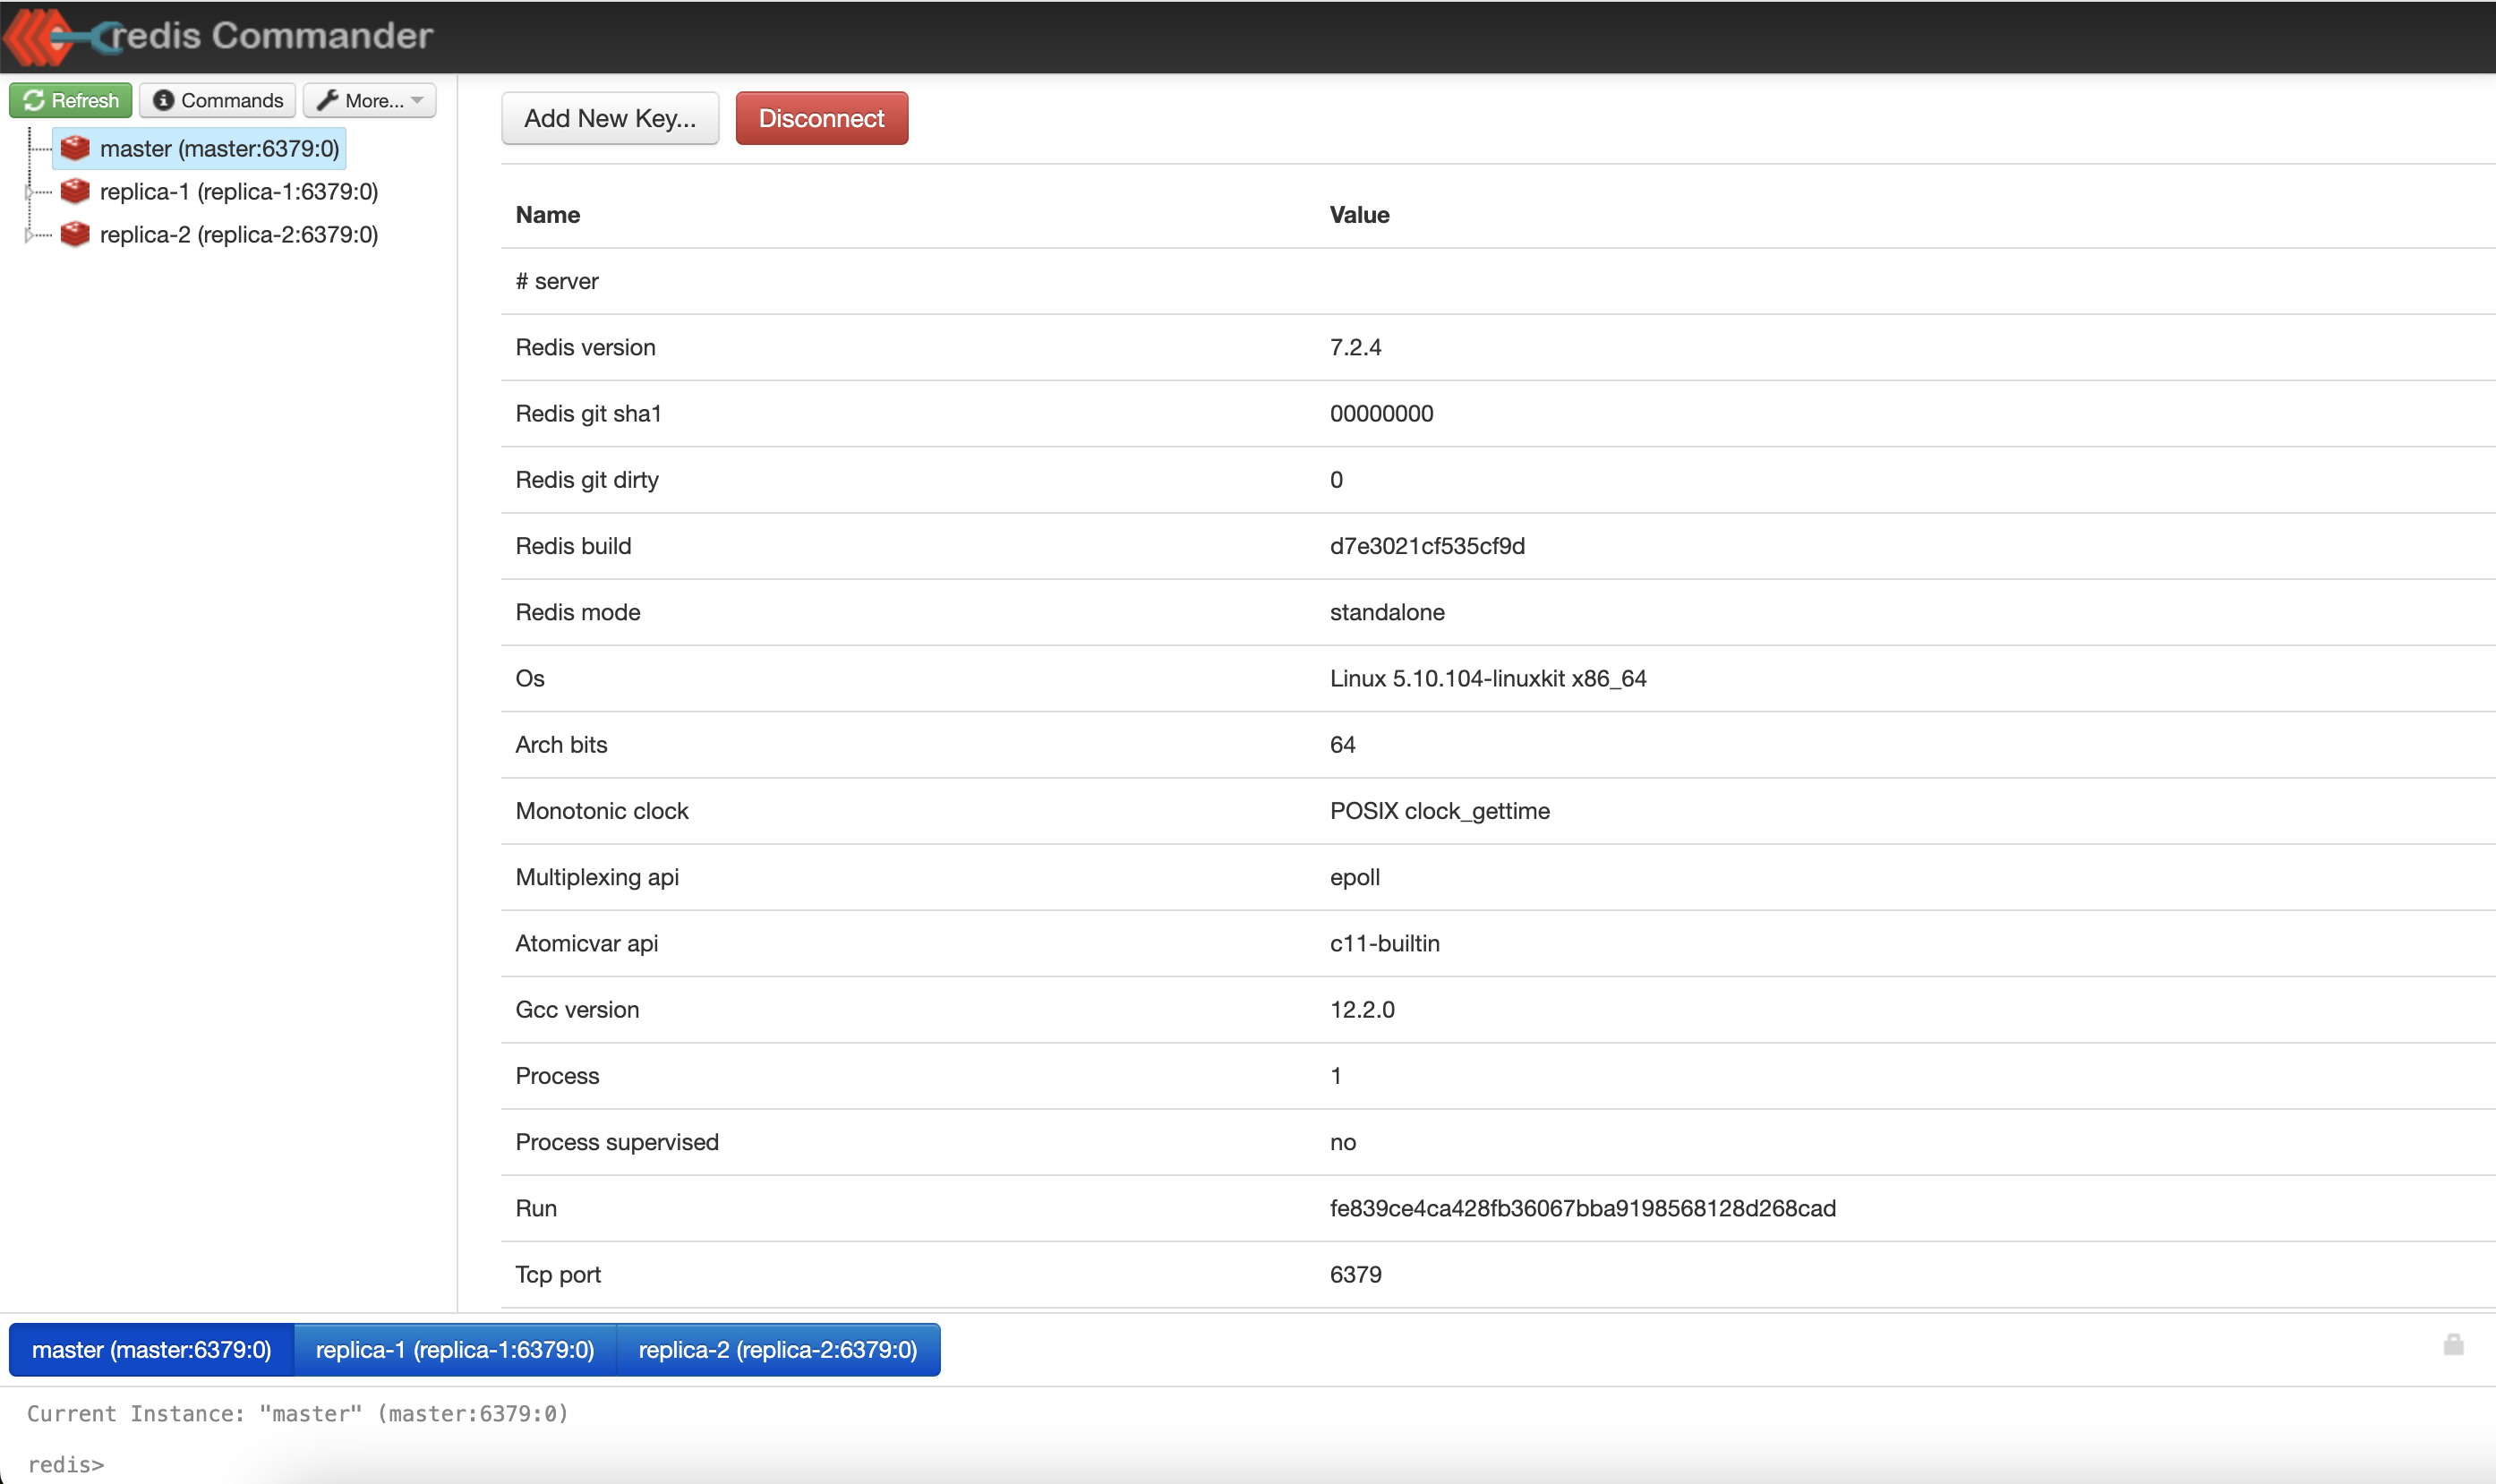 redis Commander
Refresh Commands More...
master (master:6379:0)
replica-1 (replica-1:6379:0)
replica-2 (replica-2:6379:0)
Add New Key... Disconnect
Name Value
# server
Redis version 7.2.4
Redis git sha1 00000000
Redis git dirty 0
Redis build d7e3021cf535cf9d
Redis mode standalone
Os Linux 5.10.104-linuxkit x86_64
Arch bits 64
Monotonic clock POSIX clock_gettime
Multiplexing api epoll
Atomicvar api c11-builtin
Gcc version 12.2.0
Process 1
Process supervised no
Run fe839ce4ca428fb36067bba9198568128d268cad
Tcp port 6379
master (master:6379:0) replica-1 (replica-1:6379:0) replica-2 (replica-2:6379:0)
Current Instance: "master" (master:6379:0)
redis>